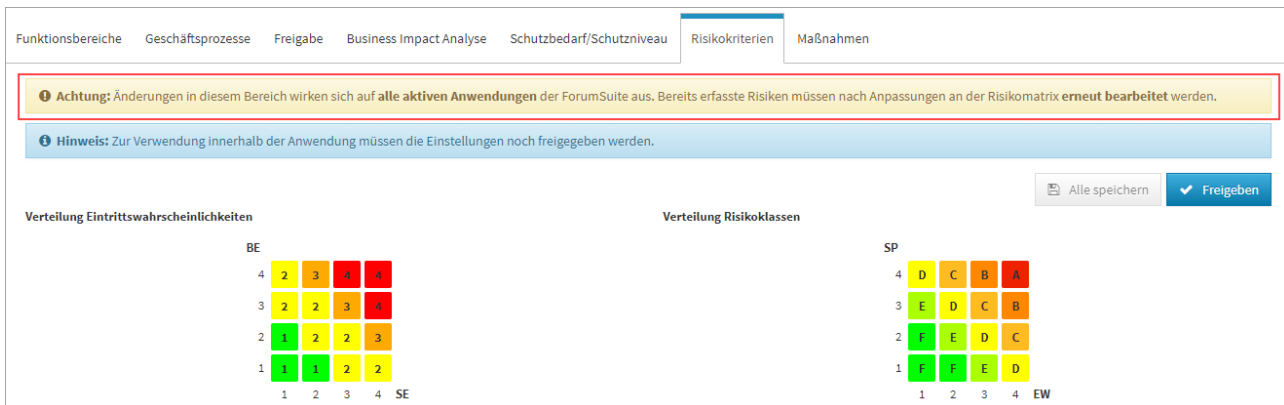 Funktionsbereiche Geschäftsprozesse Freigabe Business Impact Analyse Schutzbedarf/Schutzniveau Risikokriterien Maßnahmen
Achtung: Änderungen in diesem Bereich wirken sich auf alle aktiven Anwendungen der ForumSuite aus. Bereits erfasste Risiken müssen nach Anpassungen an der Risikomatrix erneut bearbeitet werden.
Hinweis: Zur Verwendung innerhalb der Anwendung müssen die Einstellungen noch freigegeben werden.
Alle speichern Freigeben
Verteilung Eintrittswahrscheinlichkeiten
BE
4 2 3 4 4
3 2 2 3 4
2 1 2 2 3
1 1 1 2 2
1 2 3 4 SE
Verteilung Risikoklassen
SP
4 D C B A
3 E D C B
2 F E D C
1 F F E D
1 2 3 4 EW